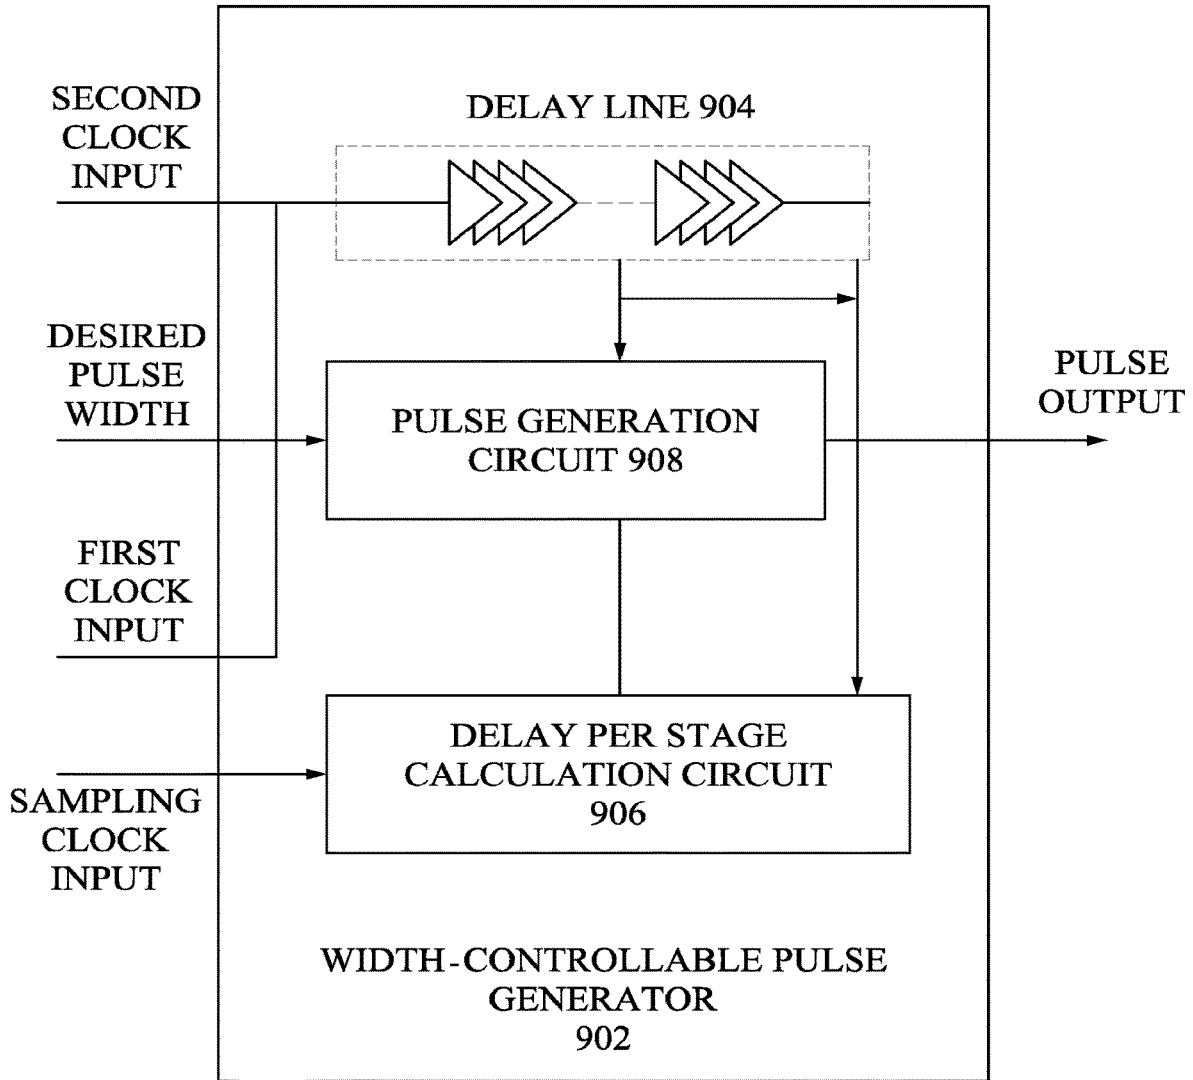 SECOND
CLOCK
INPUT
DELAY LINE 904
DESIRED
PULSE
WIDTH
PULSE GENERATION
CIRCUIT 908
PULSE
OUTPUT
FIRST
CLOCK
INPUT
DELAY PER STAGE
CALCULATION CIRCUIT
906
SAMPLING
CLOCK
INPUT
WIDTH-CONTROLLABLE PULSE
GENERATOR
902